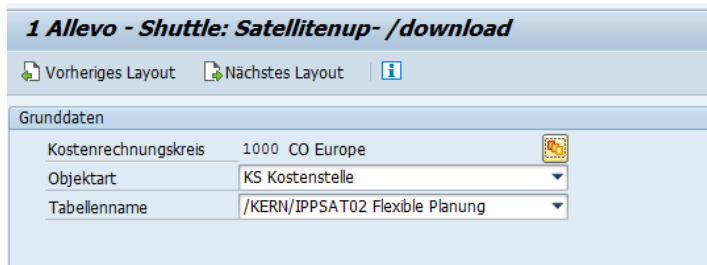 1 Allevo - Shuttle: Satellitenup- /download
Vorheriges Layout Nächstes Layout
Grunddaten
Kostenrechnungskreis 1000 CO Europe
Objektart KS Kostenstelle
Tabellenname /KERN/IPPSAT02 Flexible Planung